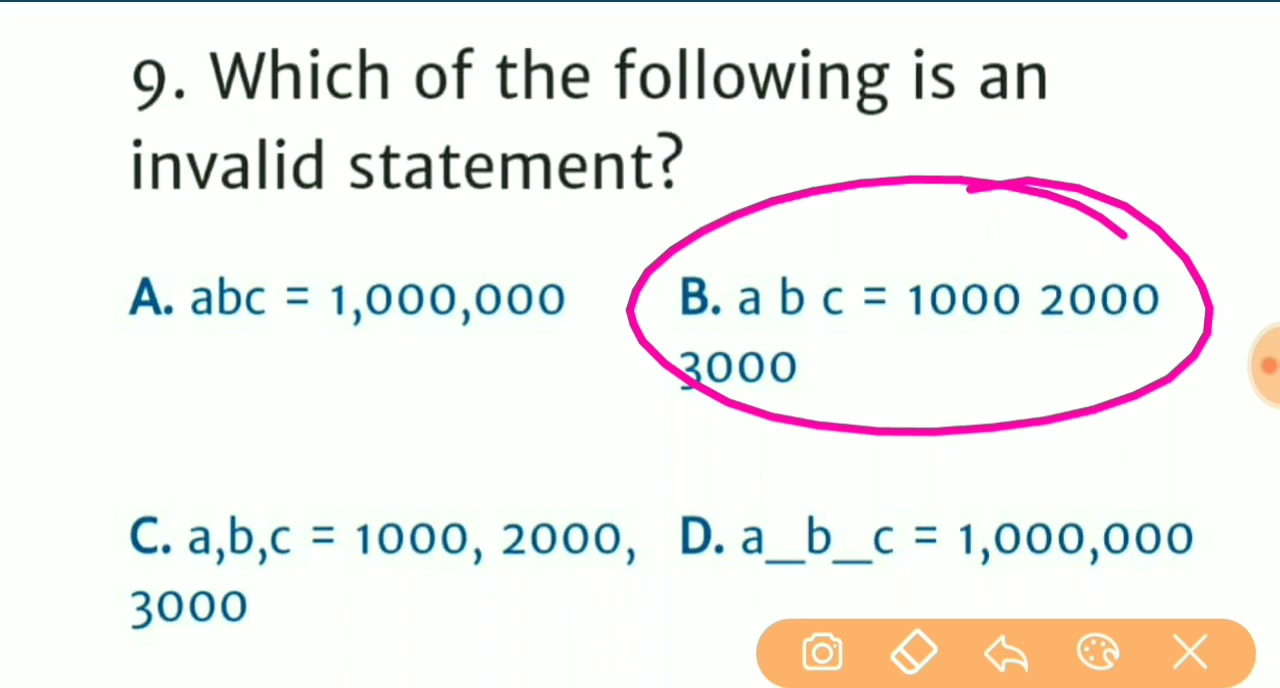 9. Which of the following is an
invalid statement?
A. abc = 1,000,000
B. a b c = 1000 2000
3000
C. a,b,c = 1000, 2000,
3000
D. a_b_c = 1,000,000